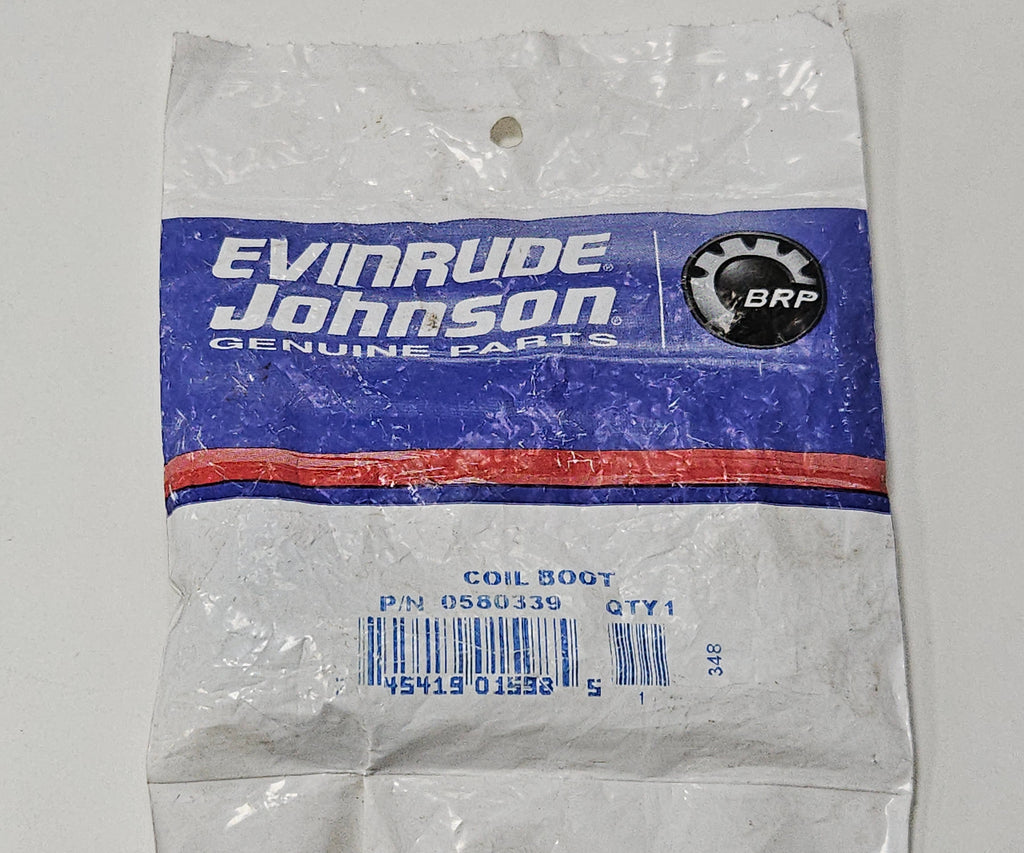 EVINRUDE®
Johnson®
GENUINE PARTS
BRP
COIL BOOT
P/N 0580339 QTY 1
45419 01598 5
1
348